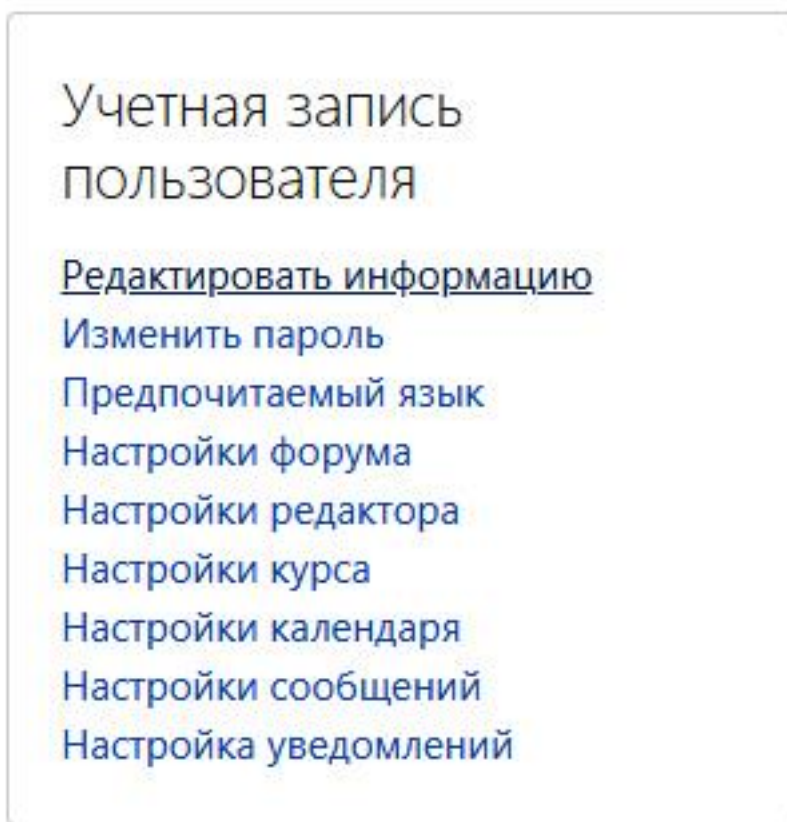 Учетная запись
пользователя
Редактировать информацию
Изменить пароль
Предпочитаемый язык
Настройки форума
Настройки редактора
Настройки курса
Настройки календаря
Настройки сообщений
Настройка уведомлений